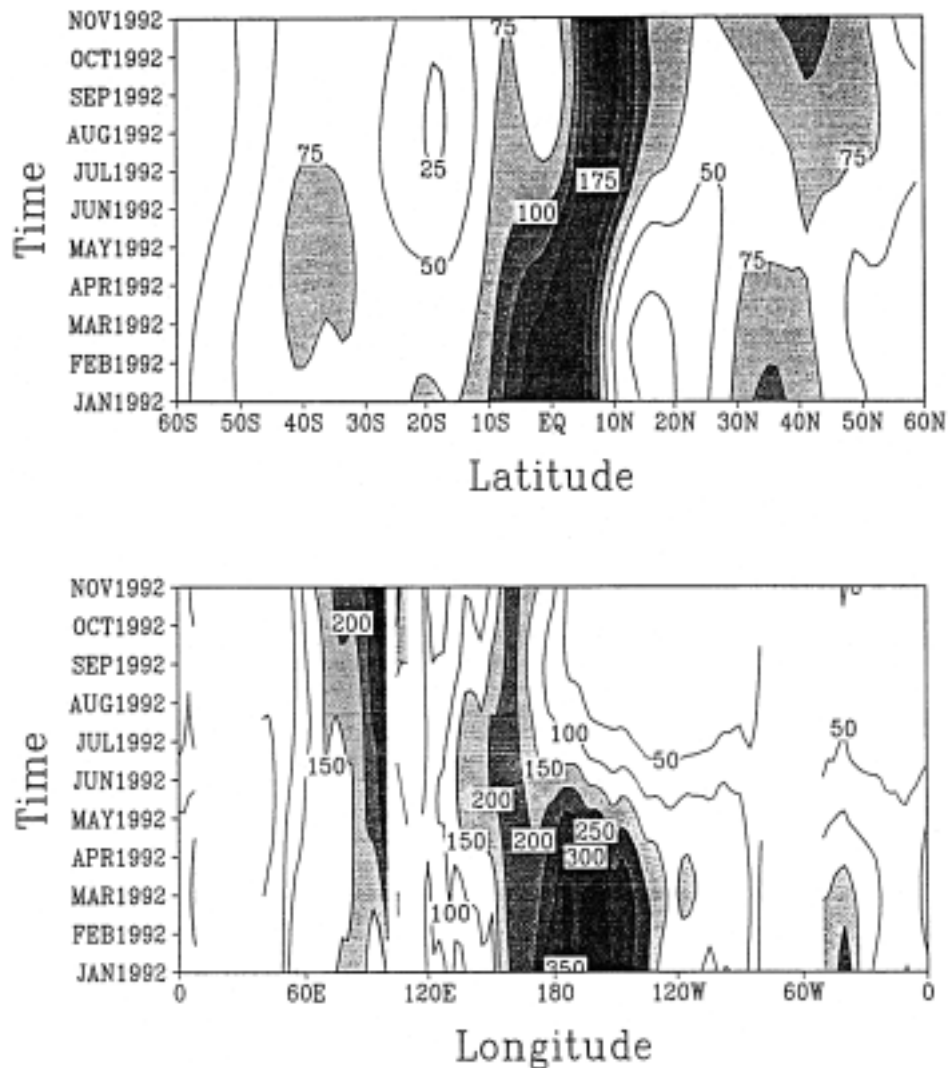 NOV1992
OCT1992
SEP1992
AUG1992
JUL1992
JUN1992
MAY1992
APR1992
MAR1992
FEB1992
JAN1992
Time
75
75
25
50
75
100
175
50
75
75
60S 50S 40S 30S 20S 10S EQ 10N 20N 30N 40N 50N 60N
Latitude
NOV1992
OCT1992
SEP1992
AUG1992
JUL1992
JUN1992
MAY1992
APR1992
MAR1992
FEB1992
JAN1992
Time
200
150
100
50
50
150
200
150
200
250
300
100
350
0 60E 120E 180 120W 60W 0
Longitude